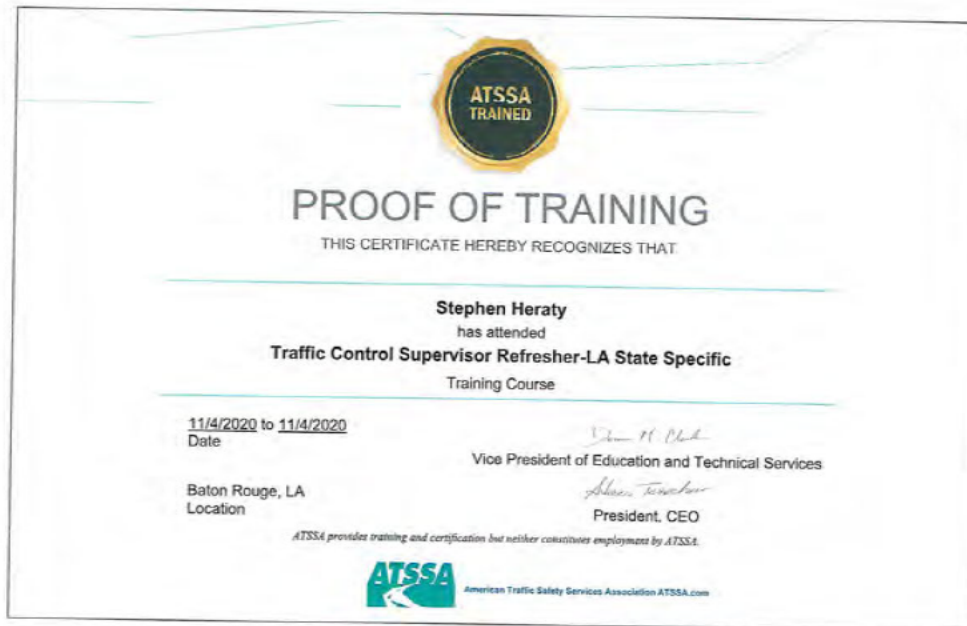 ATSSA
TRAINED
PROOF OF TRAINING
THIS CERTIFICATE HEREBY RECOGNIZES THAT
Stephen Heraty
has attended
Traffic Control Supervisor Refresher-LA State Specific
Training Course
11/4/2020 to 11/4/2020
Date
Vice President of Education and Technical Services
Baton Rouge, LA
Location
President, CEO
ATSSA provides training and certification but neither constitutes employment by ATSSA.
ATSSA
American Traffic Safety Services Association ATSSA.com